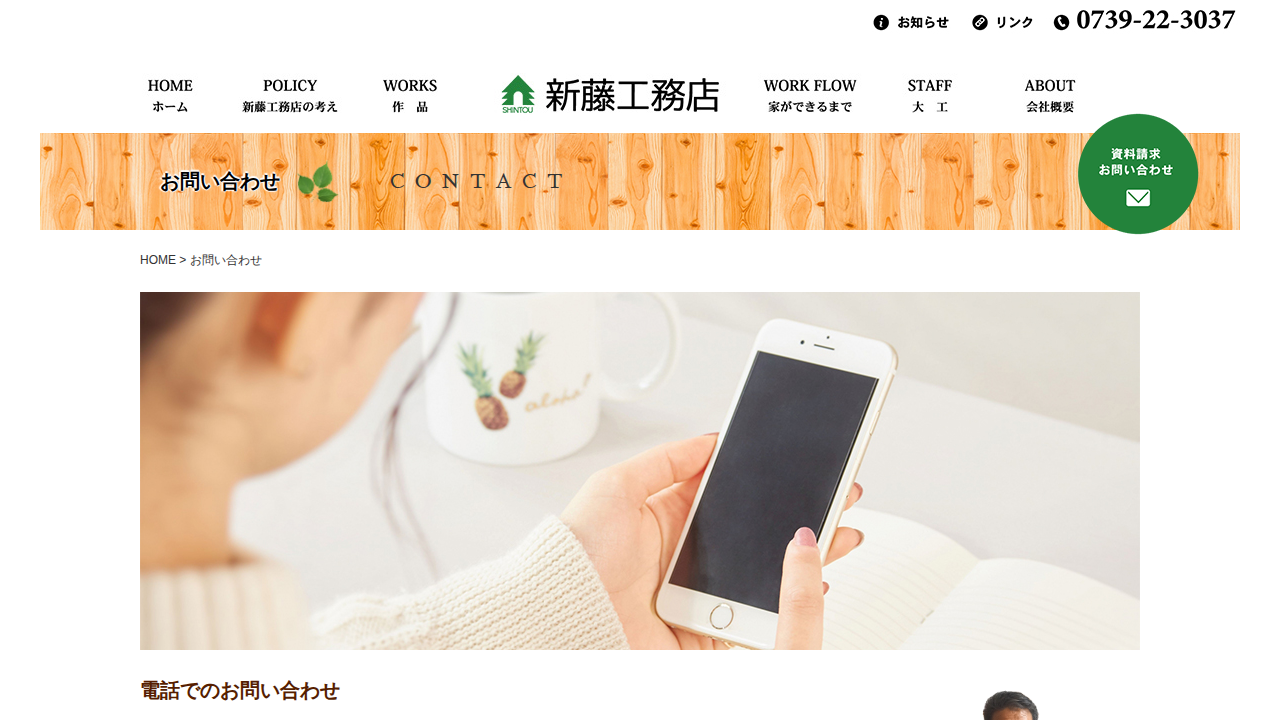 お知らせ リンク 0739-22-3037
HOME POLICY WORKS SHINTOU 新藤工務店 WORK FLOW STAFF ABOUT
ホーム 新藤工務店の考え 作 品 家ができるまで 大 工 会社概要
資料請求
お問い合わせ
お問い合わせ CONTACT
HOME > お問い合わせ
aloha!
電話でのお問い合わせ